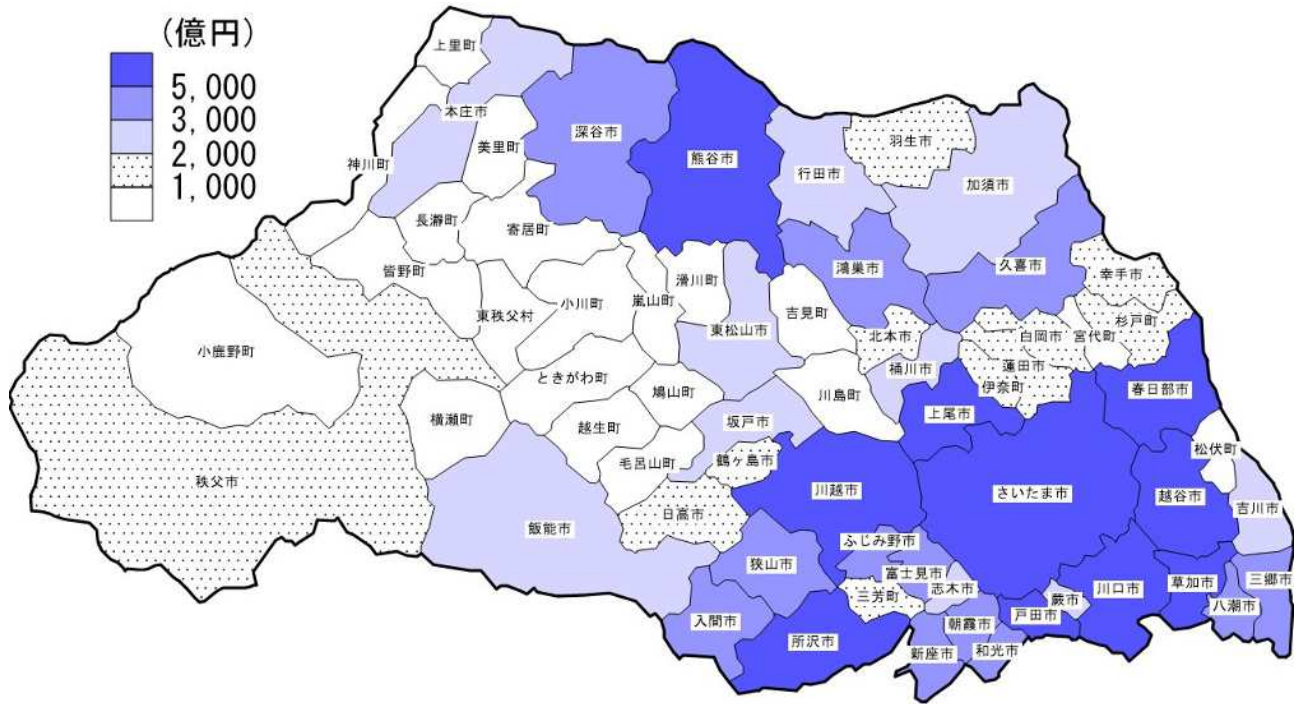 (億円)
5,000
3,000
2,000
1,000
上里町
本庄市
深谷市
美里町
神川町
熊谷市
行田市
羽生市
加須市
長瀞町
寄居町
皆野町
滑川町
鴻巣市
久喜市
幸手市
東秩父村
小川町
嵐山町
東松山市
吉見町
北本市
白岡市
宮代町
杉戸町
小鹿野町
ときがわ町
鳩山町
川島町
桶川市
蓮田市
伊奈町
春日部市
横瀬町
越生町
坂戸市
上尾市
毛呂山町
鶴ヶ島市
松伏町
秩父市
川越市
さいたま市
越谷市
吉川市
日高市
飯能市
ふじみ野市
狭山市
富士見市
志木市
三芳町
蕨市
川口市
草加市
三郷市
八潮市
入間市
所沢市
朝霞市
戸田市
新座市
和光市